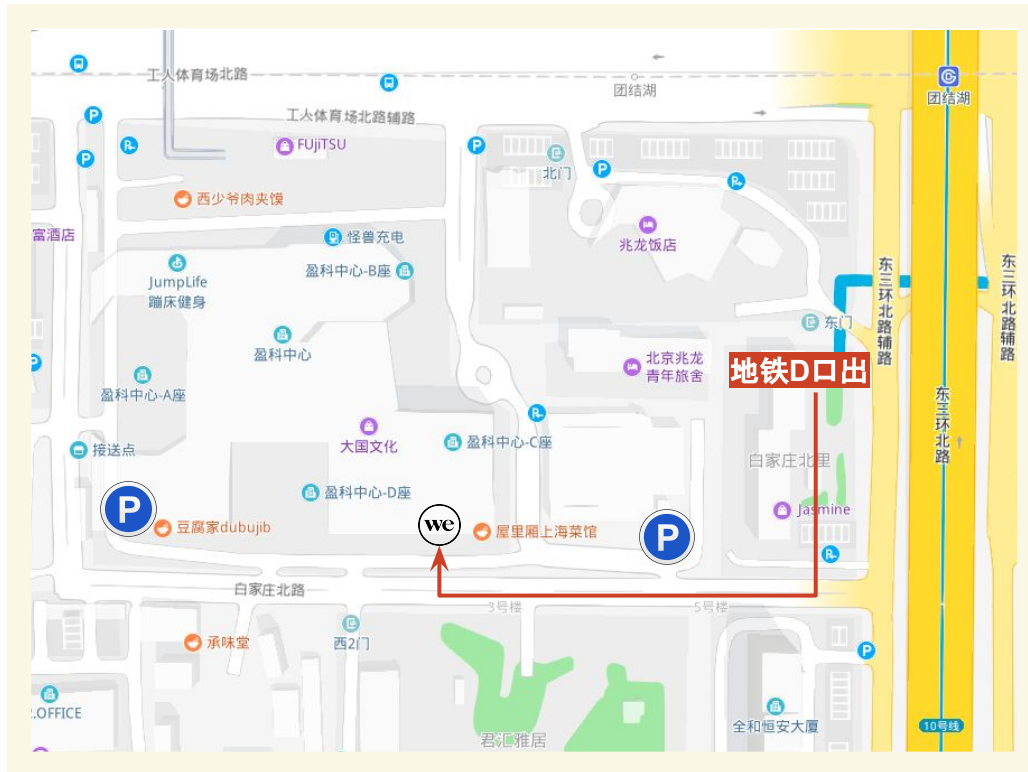 工人体育场北路
团结湖
团结湖
工人体育场北路辅路
P
FUjiTSU
P
P
北门
P
西少爷肉夹馍
富酒店
兆龙饭店
怪兽充电
盈科中心-B座
JumpLife
蹦床健身
东三环北路辅路
东三环北路辅路
东门
盈科中心
P
北京兆龙
青年旅舍
地铁D口出
盈科中心-A座
东三环北路
大国文化
盈科中心-C座
接送点
白家庄北里
盈科中心-D座
Jasmine
P
豆腐家dubujib
we
屋里厢上海菜馆
P
白家庄北路
3号楼
5号楼
承味堂
西2门
P
.OFFICE
全和恒安大厦
10号线
君汇雅居